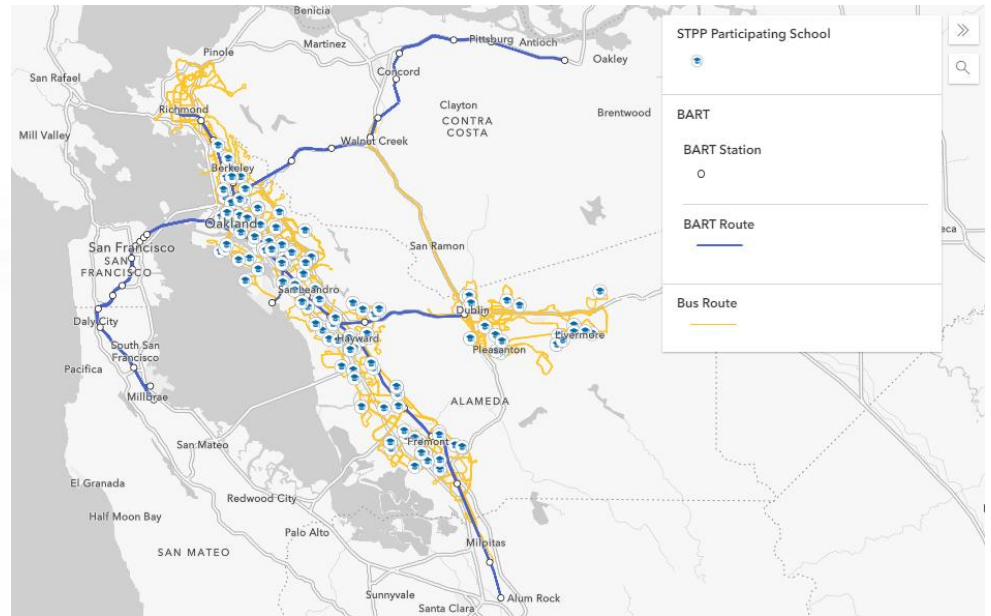 Benicia
Pinole
Martinez
Pittsburg
Antioch
Oakley
San Rafael
Concord
Richmond
Clayton
CONTRA
COSTA
Brentwood
Mill Valley
Walnut Creek
Berkeley
Oakland
San Francisco
SAN
FRANCISCO
San Ramon
San Leandro
Dublin
Daly City
Hayward
Livermore
Pleasanton
South San
Francisco
Pacifica
Millbrae
ALAMEDA
San Mateo
Fremont
El Granada
Redwood City
Half Moon Bay
Palo Alto
Milpitas
SAN MATEO
Sunnyvale
Alum Rock
Santa Clara
STPP Participating School
BART
BART Station
BART Route
Bus Route